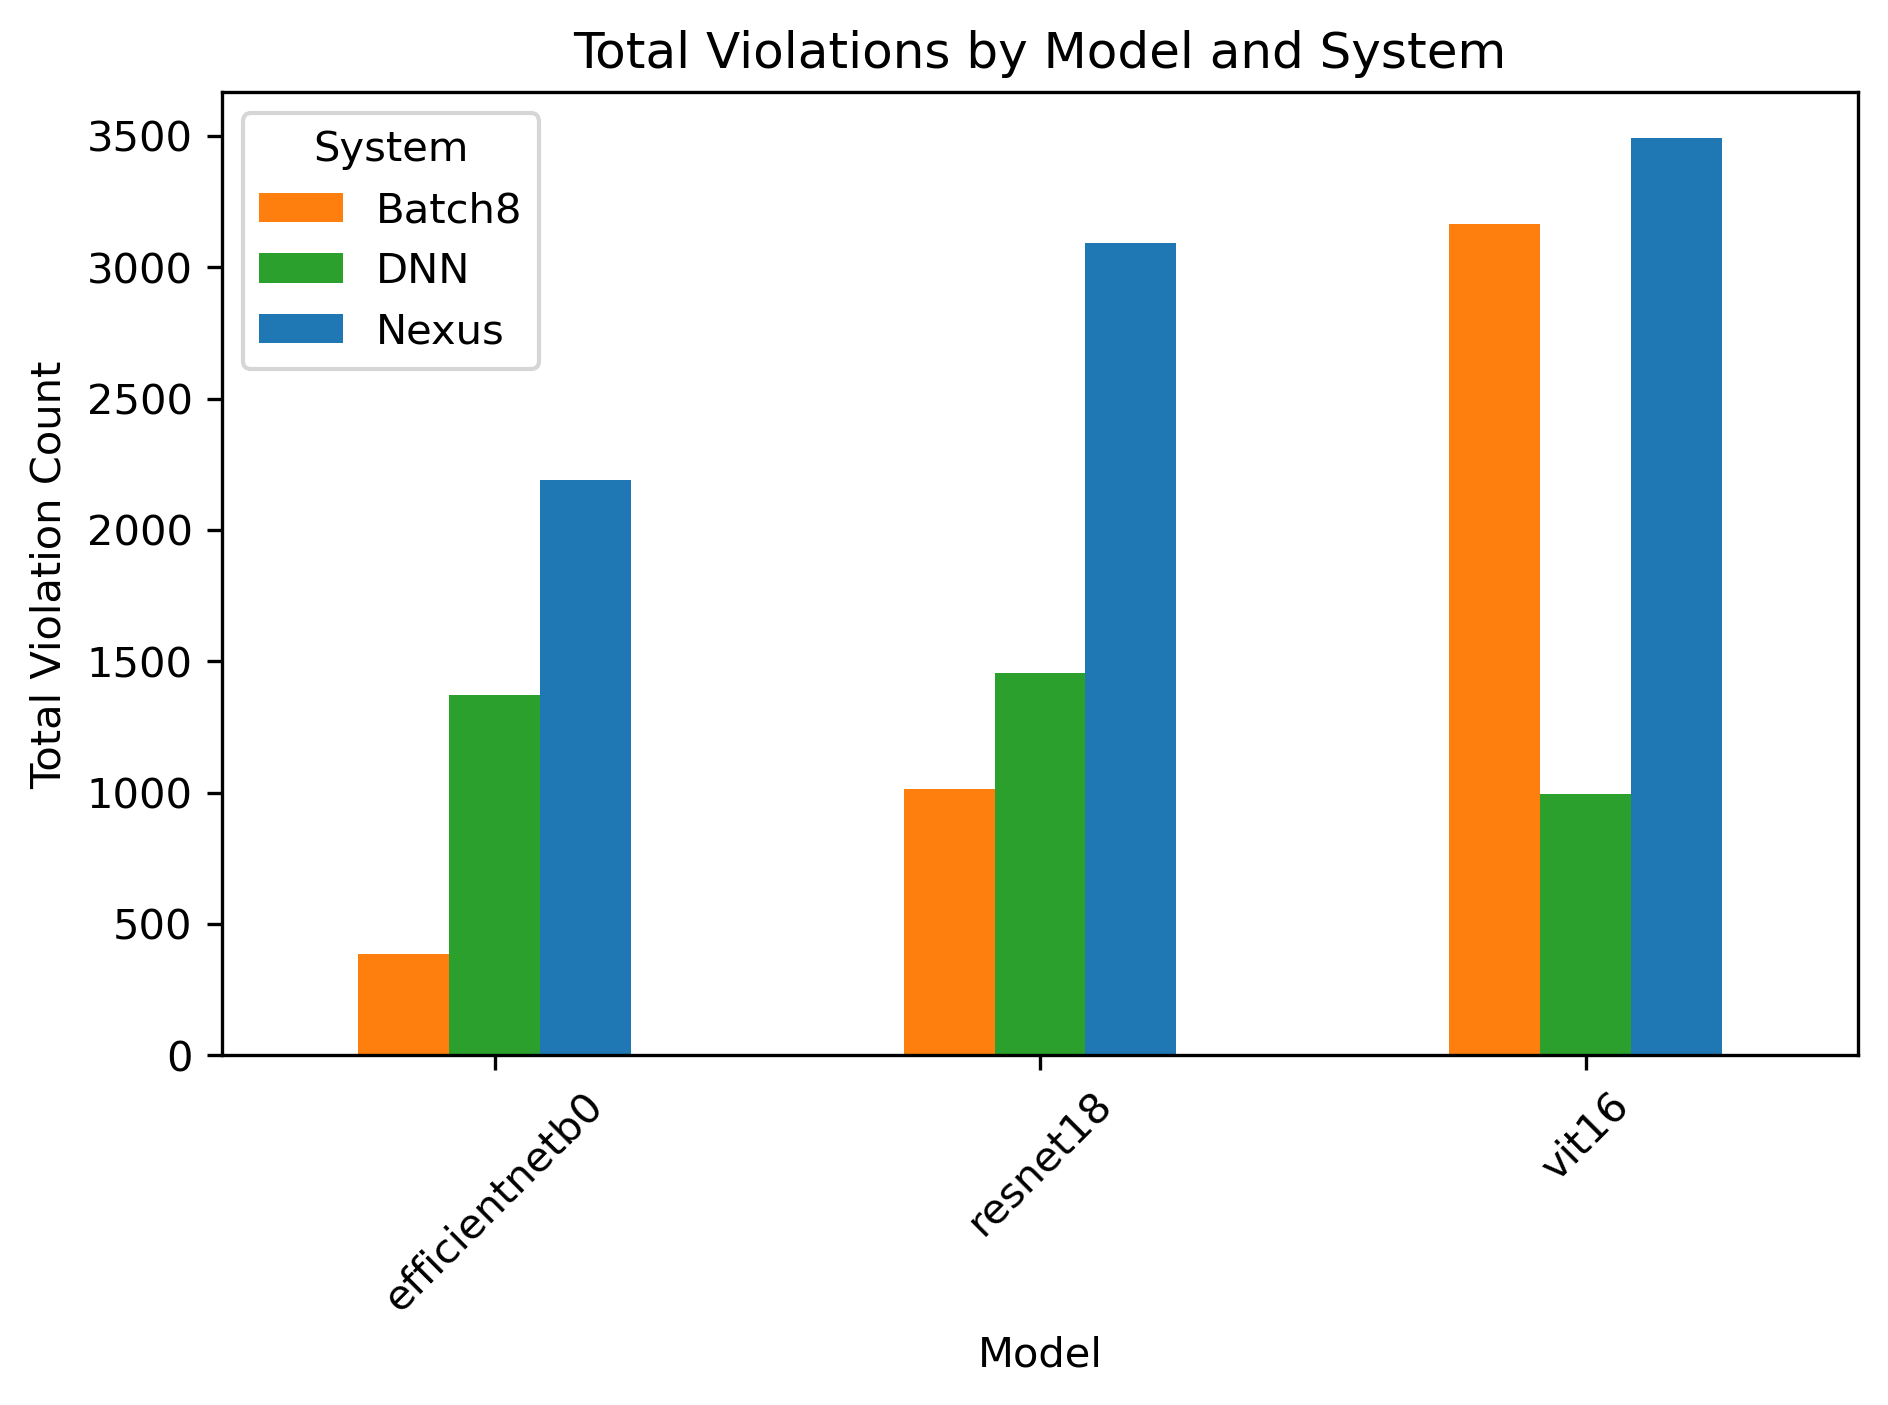 Total Violations by Model and System
System
Batch8
DNN
Nexus
Total Violation Count
3500
3000
2500
2000
1500
1000
500
0
efficientnetb0
resnet18
vit16
Model